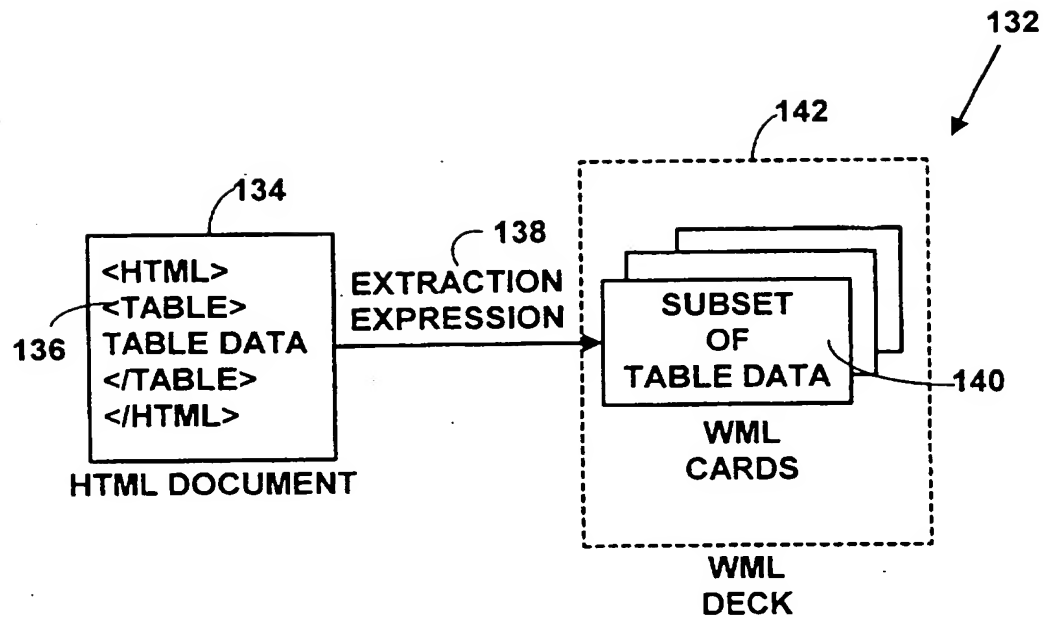 132
142
134
138
<HTML>
<TABLE>
136
TABLE DATA
</TABLE>
</HTML>
HTML DOCUMENT
EXTRACTION
EXPRESSION
SUBSET
OF
TABLE DATA
140
WML
CARDS
WML
DECK